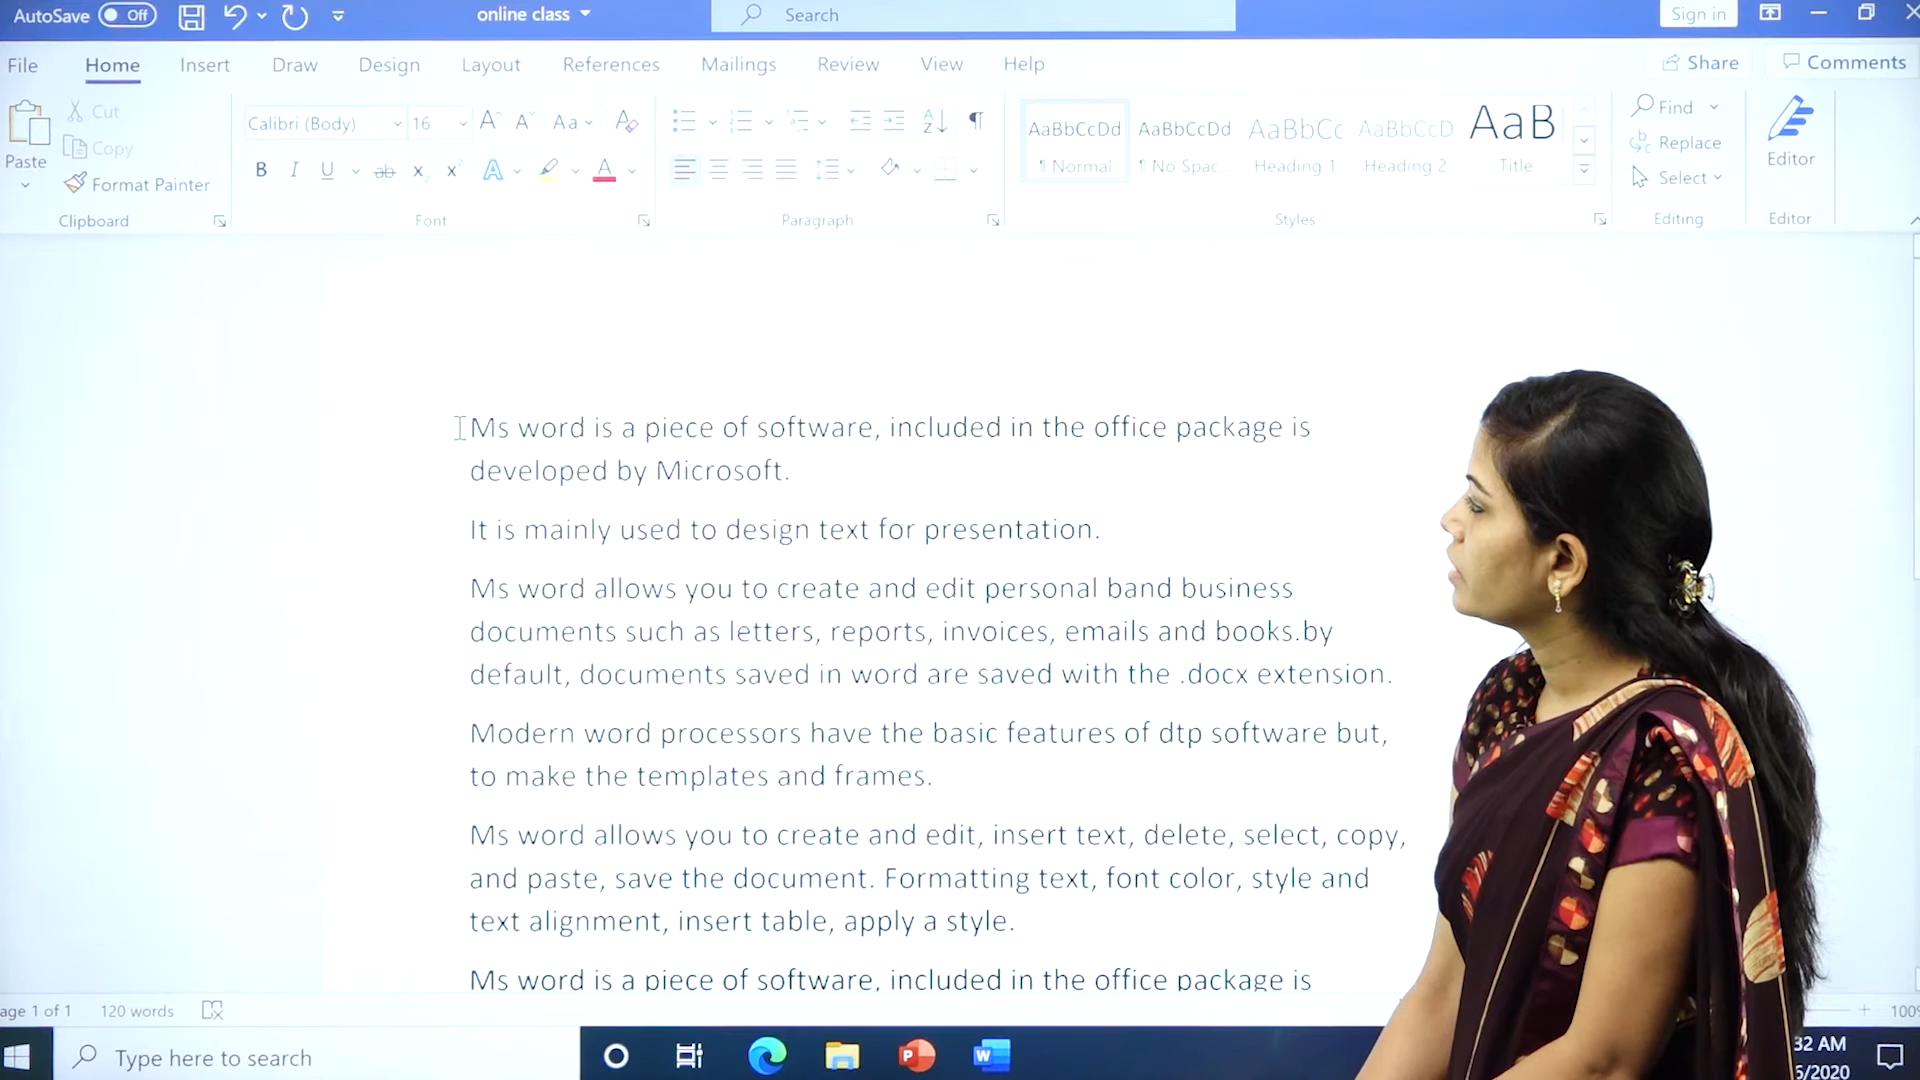 AutoSave Off online class Search Sign in
File Home Insert Draw Design Layout References Mailings Review View Help Share Comments
Paste Cut Copy Format Painter Clipboard
Calibri (Body) 16 Aa
B I U ab x x A A Font
Paragraph
AaBbCcDd Normal AaBbCcDd No Spac... AaBbCc Heading 1 AaBbCcD Heading 2 AaB Title Styles
Find Replace Select Editing
Editor Editor
Ms word is a piece of software, included in the office package is
developed by Microsoft.
It is mainly used to design text for presentation.
Ms word allows you to create and edit personal band business
documents such as letters, reports, invoices, emails and books.by
default, documents saved in word are saved with the .docx extension.
Modern word processors have the basic features of dtp software but,
to make the templates and frames.
Ms word allows you to create and edit, insert text, delete, select, copy,
and paste, save the document. Formatting text, font color, style and
text alignment, insert table, apply a style.
Ms word is a piece of software, included in the office package is
age 1 of 1 120 words 100%
Type here to search
32 AM
6/2020